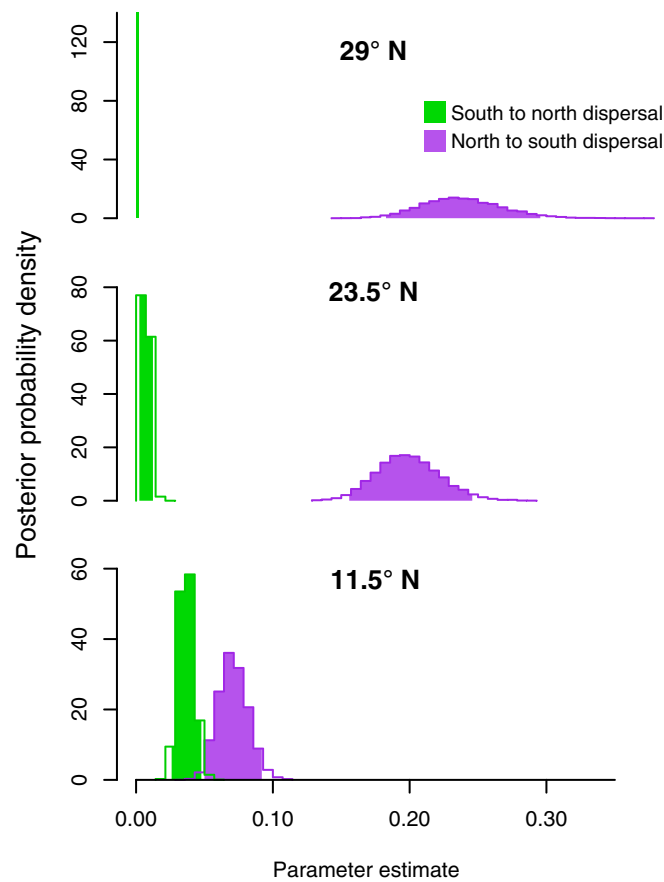 29° N
South to north dispersal
North to south dispersal
120
80
40
0
Posterior probability density
23.5° N
80
60
40
20
0
11.5° N
60
40
20
0
0.00 0.10 0.20 0.30
Parameter estimate